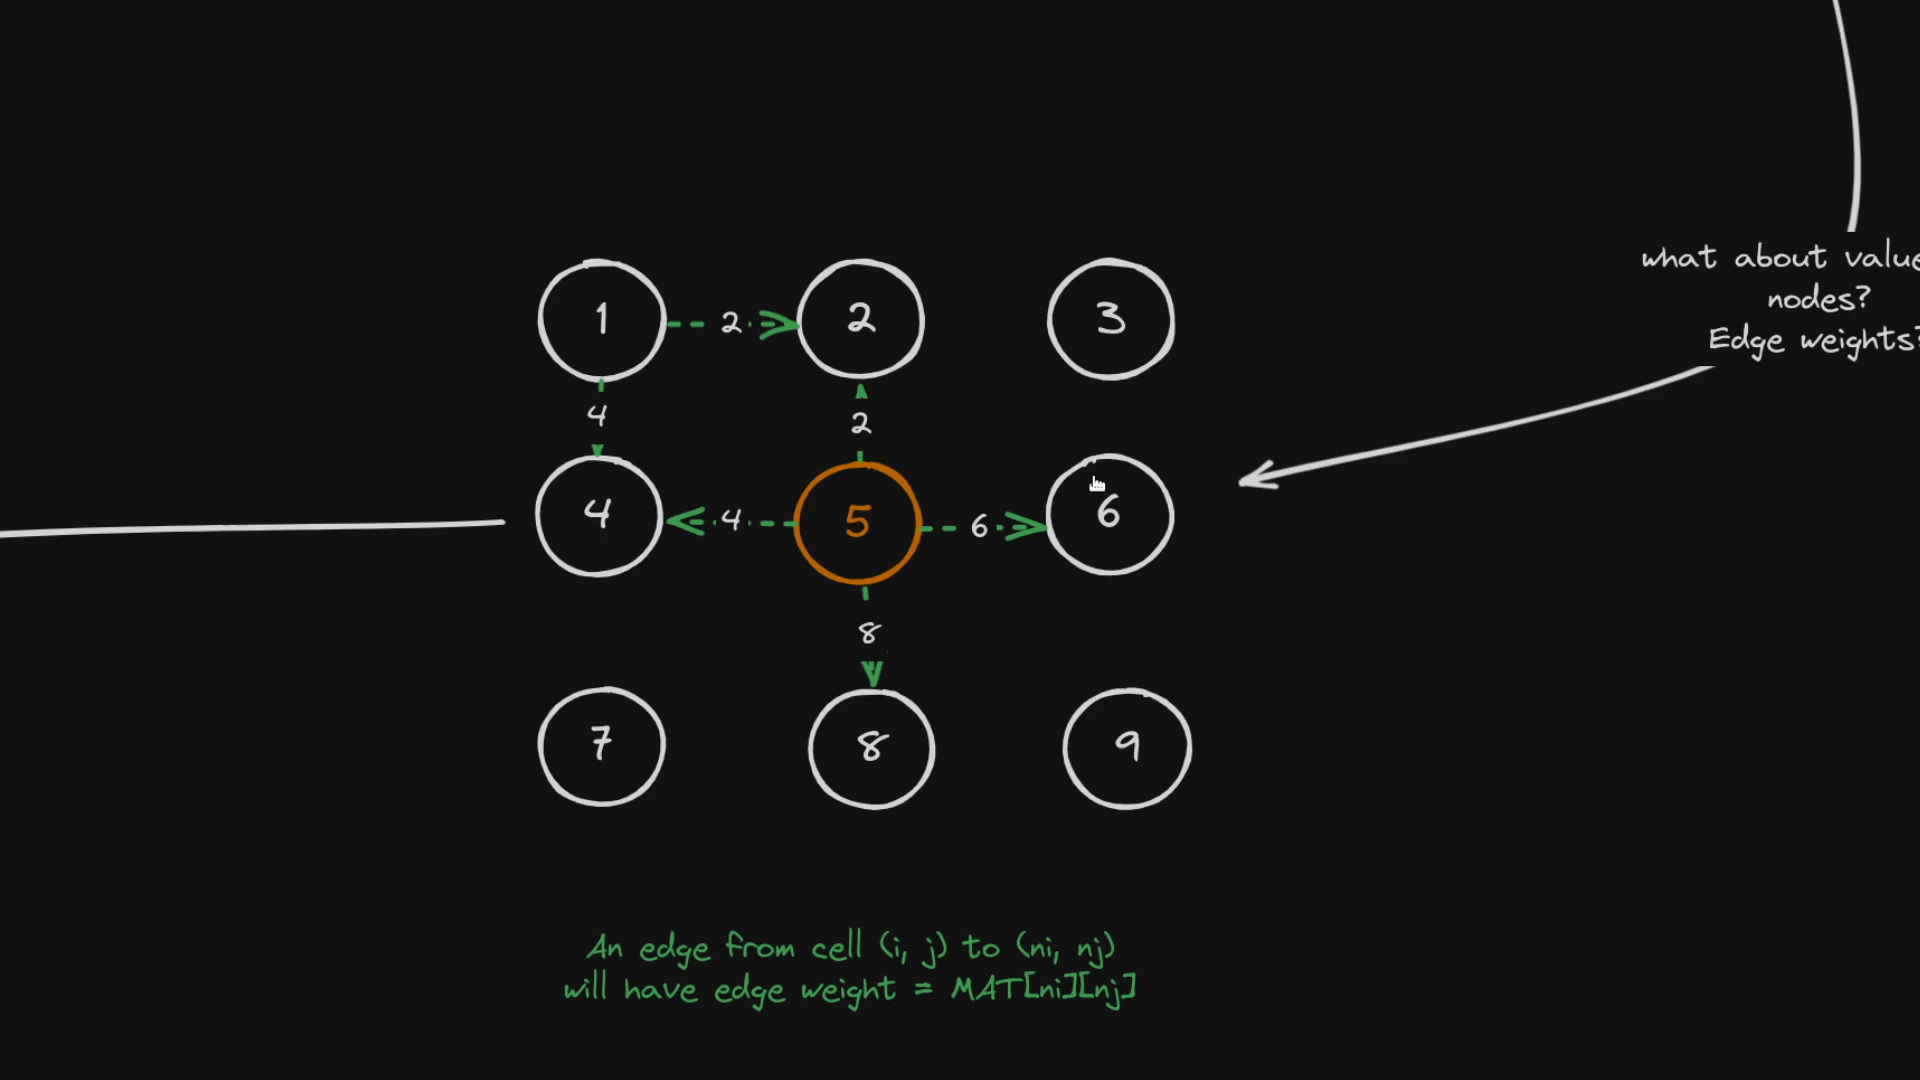 what about value
nodes?
Edge weights?
1 2 2 3
4 2
4 4 5 6 6
8
7 8 9
An edge from cell (i, j) to (ni, nj)
will have edge weight = MAT[ni][nj]